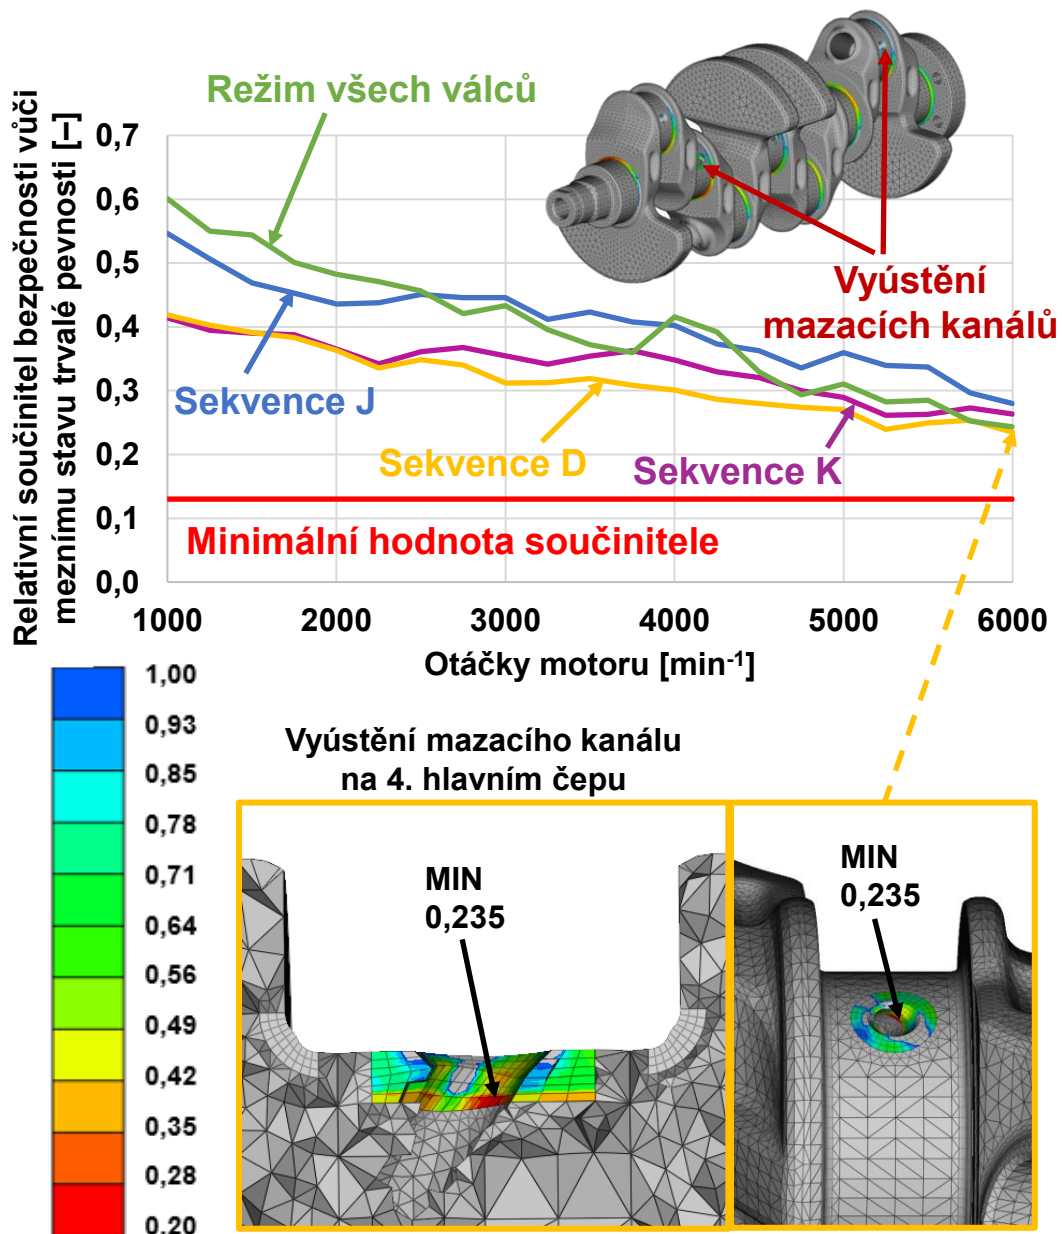 Relativní součinitel bezpečnosti vůči
meznímu stavu trvalé pevnosti [–]
Režim všech válců
0,7
0,6
0,5
0,4
0,3
0,2
0,1
0,0
Vyústění
mazacích kanálů
Sekvence J
Sekvence D
Sekvence K
Minimální hodnota součinitele
1000
2000
3000
4000
5000
6000
Otáčky motoru [min⁻¹]
1,00
0,93
0,85
0,78
0,71
0,64
0,56
0,49
0,42
0,35
0,28
0.20
Vyústění mazacího kanálu
na 4. hlavním čepu
MIN
0,235
MIN
0,235